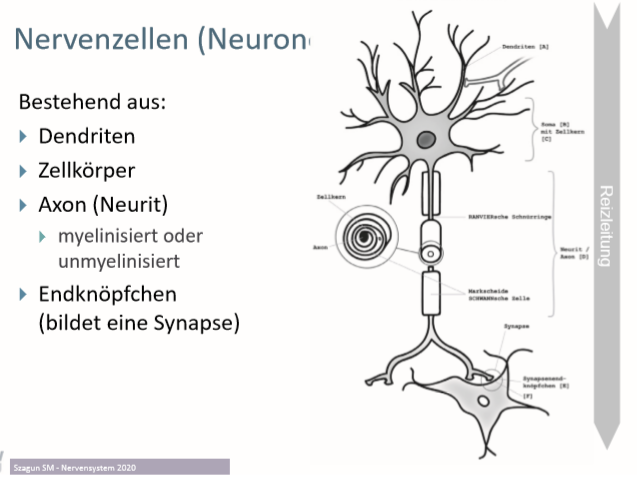 Nervenzellen (Neurone
Bestehend aus:
Dendriten
Zellkörper
Axon (Neurit)
myelinisiert oder
unmyelinisiert
Endknöpfchen
(bildet eine Synapse)
Dendriten [A]
Soma [B]
mit Zellkern
[C]
Zellkern
Axon
RANVIERsche Schnürringe
Neurit /
Axon [D]
Markscheide
SCHWANNsche Zelle
Synapse
Synapsenend-
knöpfchen [E]
[F]
Reizleitung
Szagun SM - Nervensystem 2020